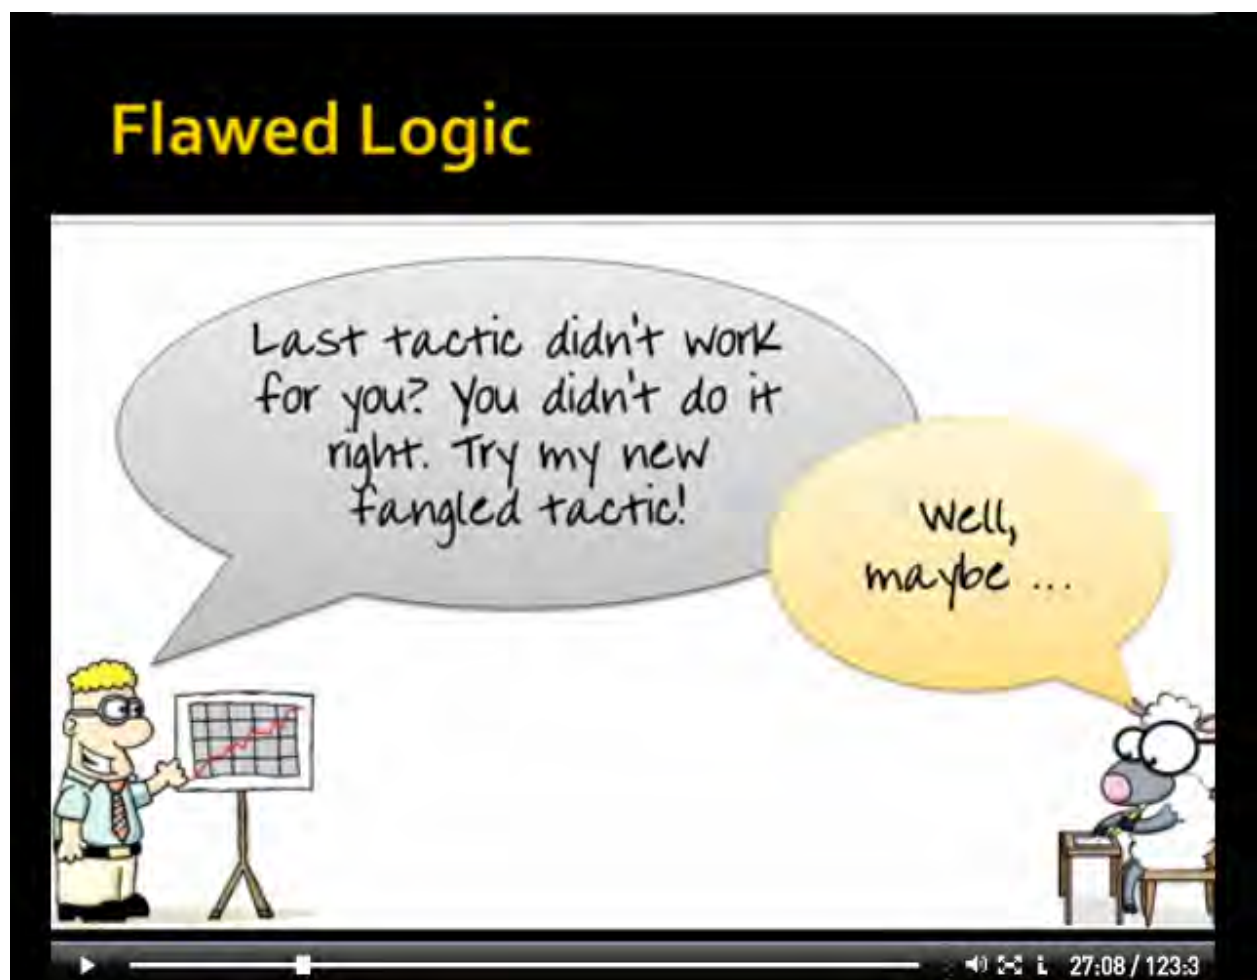 Flawed Logic
Last tactic didn't work
for you? You didn't do it
right. Try my new
fangled tactic!
Well,
maybe ...
27:08 / 123:3